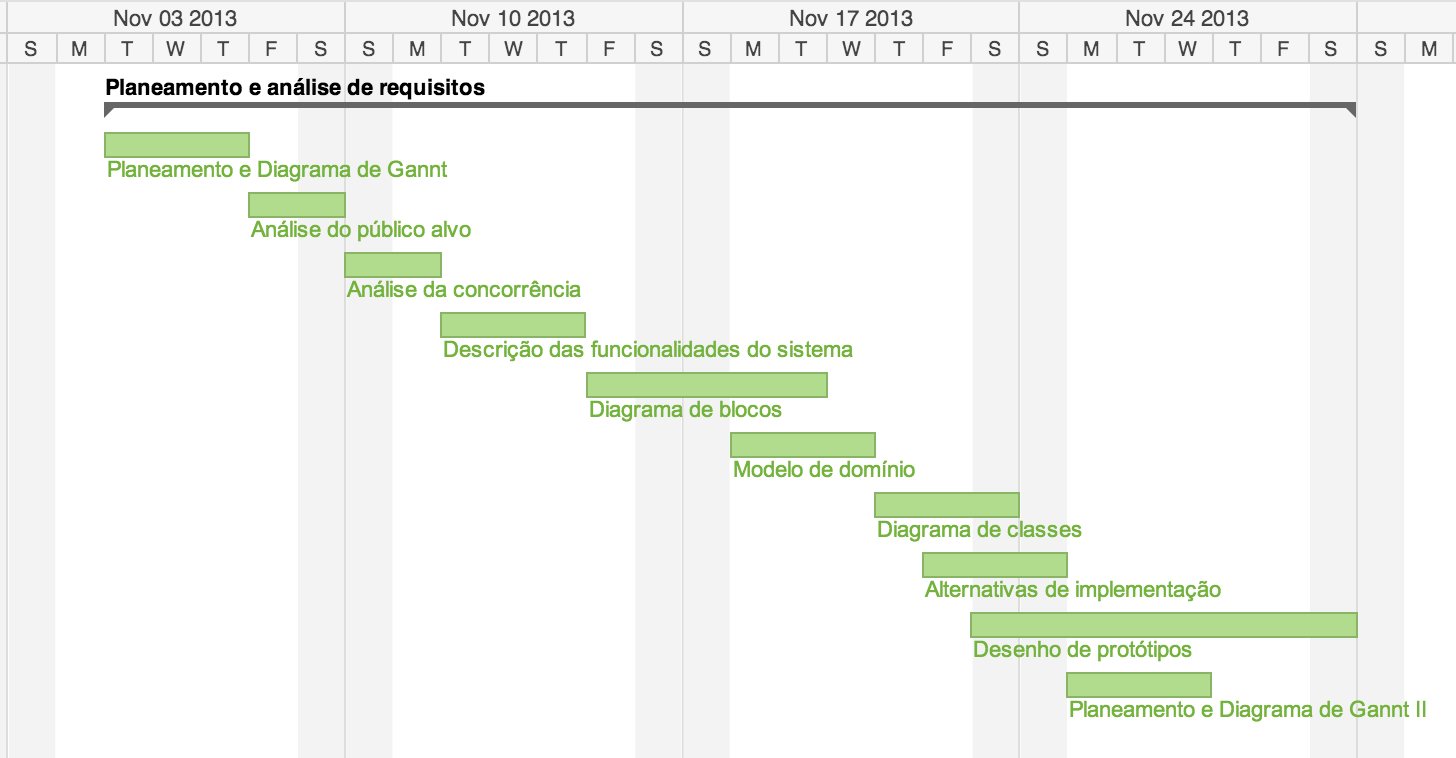 Nov 03 2013 Nov 10 2013 Nov 17 2013 Nov 24 2013
S M T W T F S S M T W T F S S M T W T F S S M T W T F S S M
Planeamento e análise de requisitos
Planeamento e Diagrama de Gannt
Análise do público alvo
Análise da concorrência
Descrição das funcionalidades do sistema
Diagrama de blocos
Modelo de domínio
Diagrama de classes
Alternativas de implementação
Desenho de protótipos
Planeamento e Diagrama de Gannt II